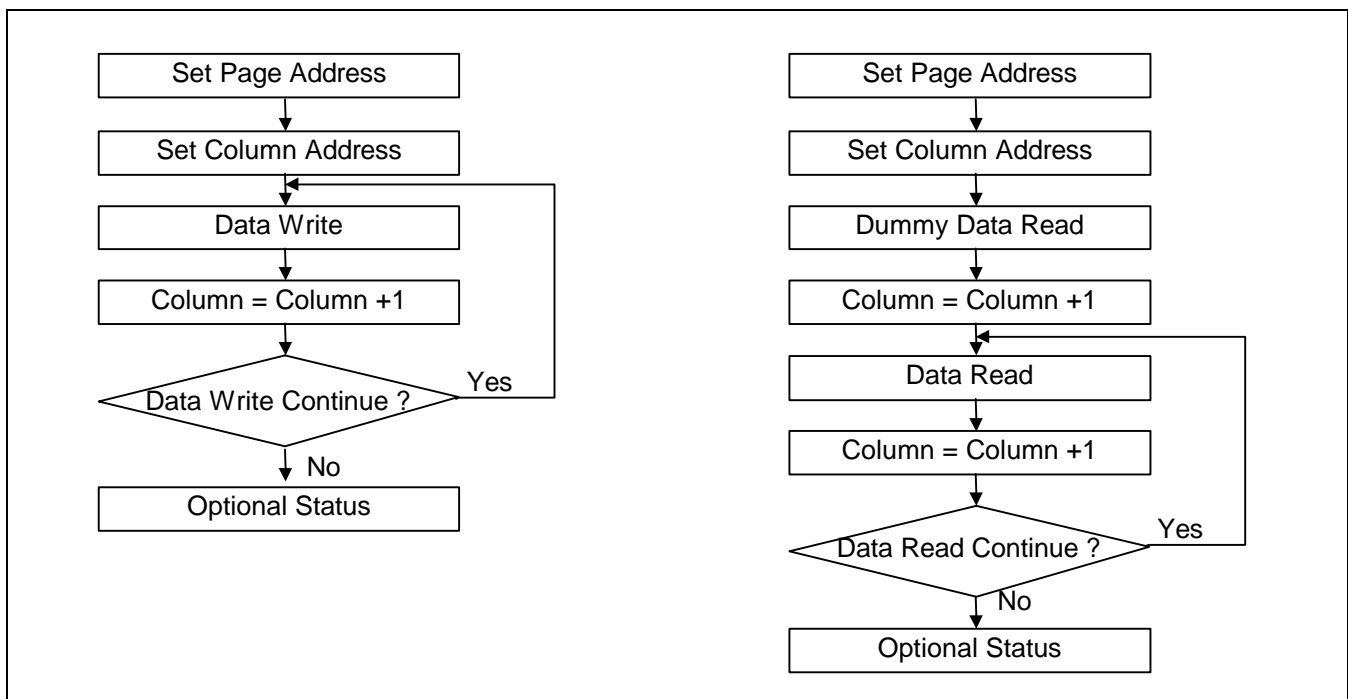 Set Page Address
Set Column Address
Data Write
Column = Column +1
Data Write Continue ?
Yes
No
Optional Status
Set Page Address
Set Column Address
Dummy Data Read
Column = Column +1
Data Read
Column = Column +1
Data Read Continue ?
Yes
No
Optional Status